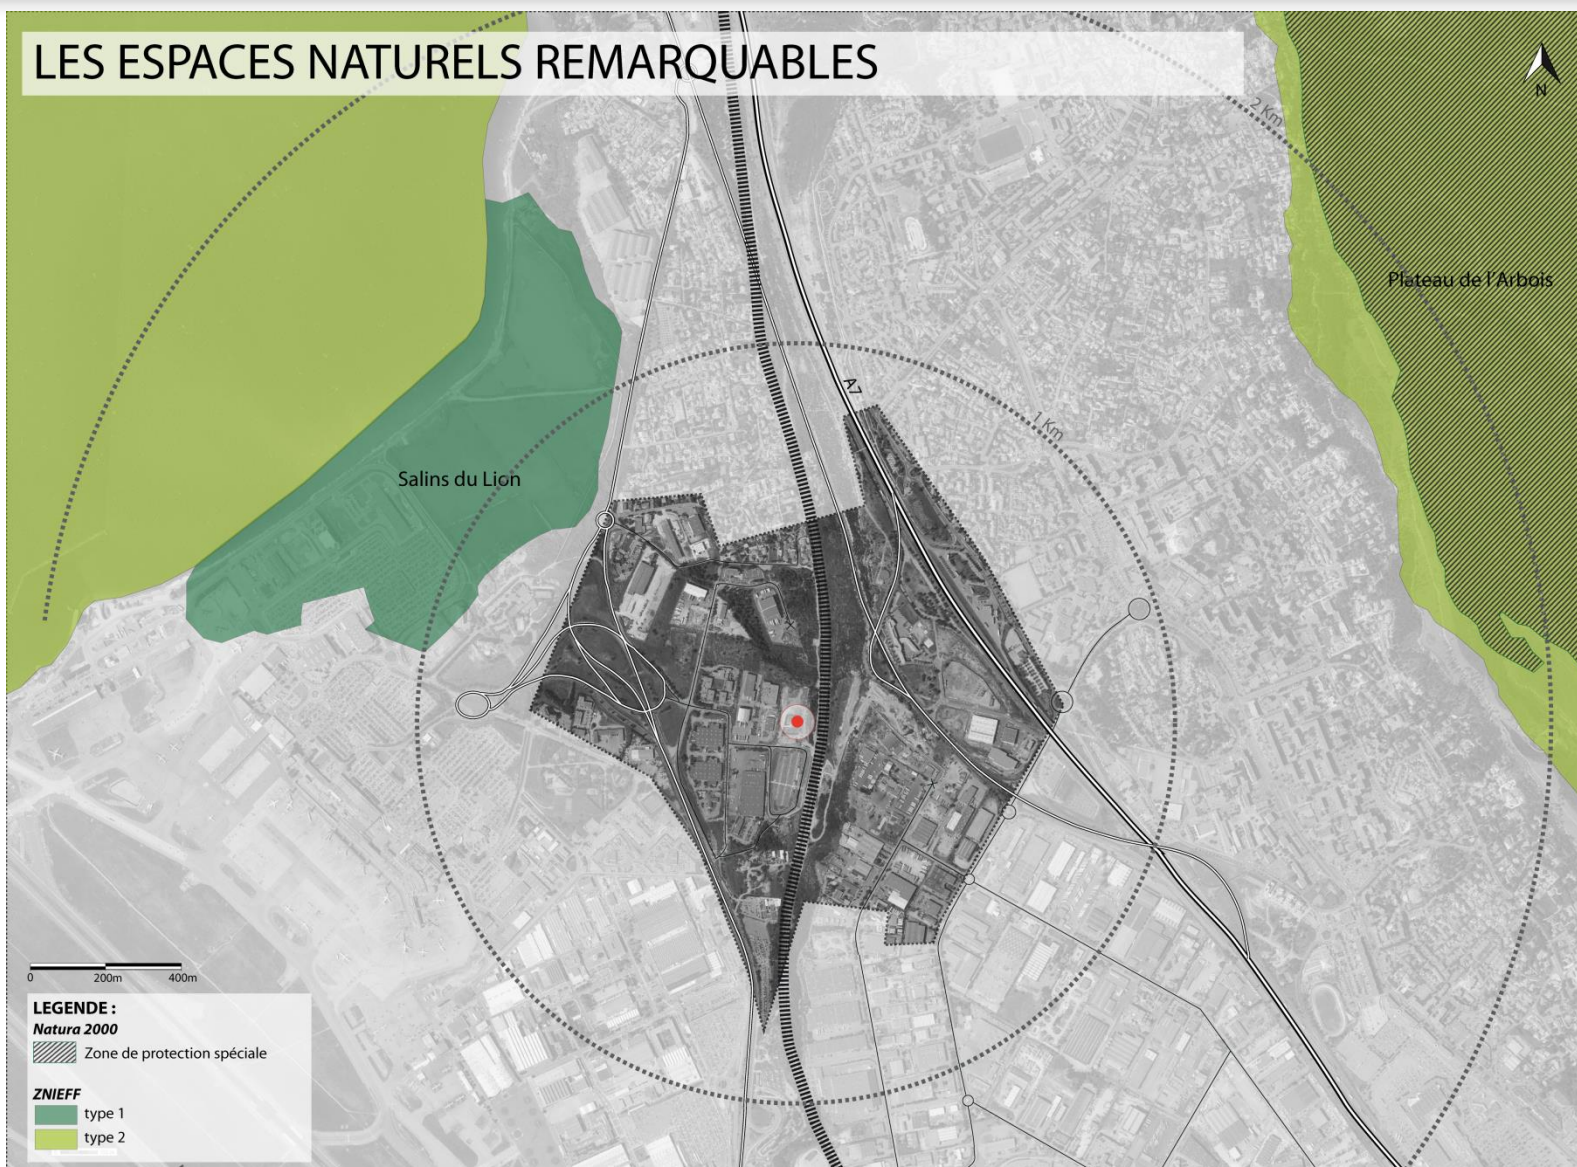 LES ESPACES NATURELS REMARQUABLES
N
2 Km
Plateau de l'Arbois
A7
1 Km
Salins du Lion
0 200m 400m
LEGENDE :
Natura 2000
Zone de protection spéciale
ZNIEFF
type 1
type 2